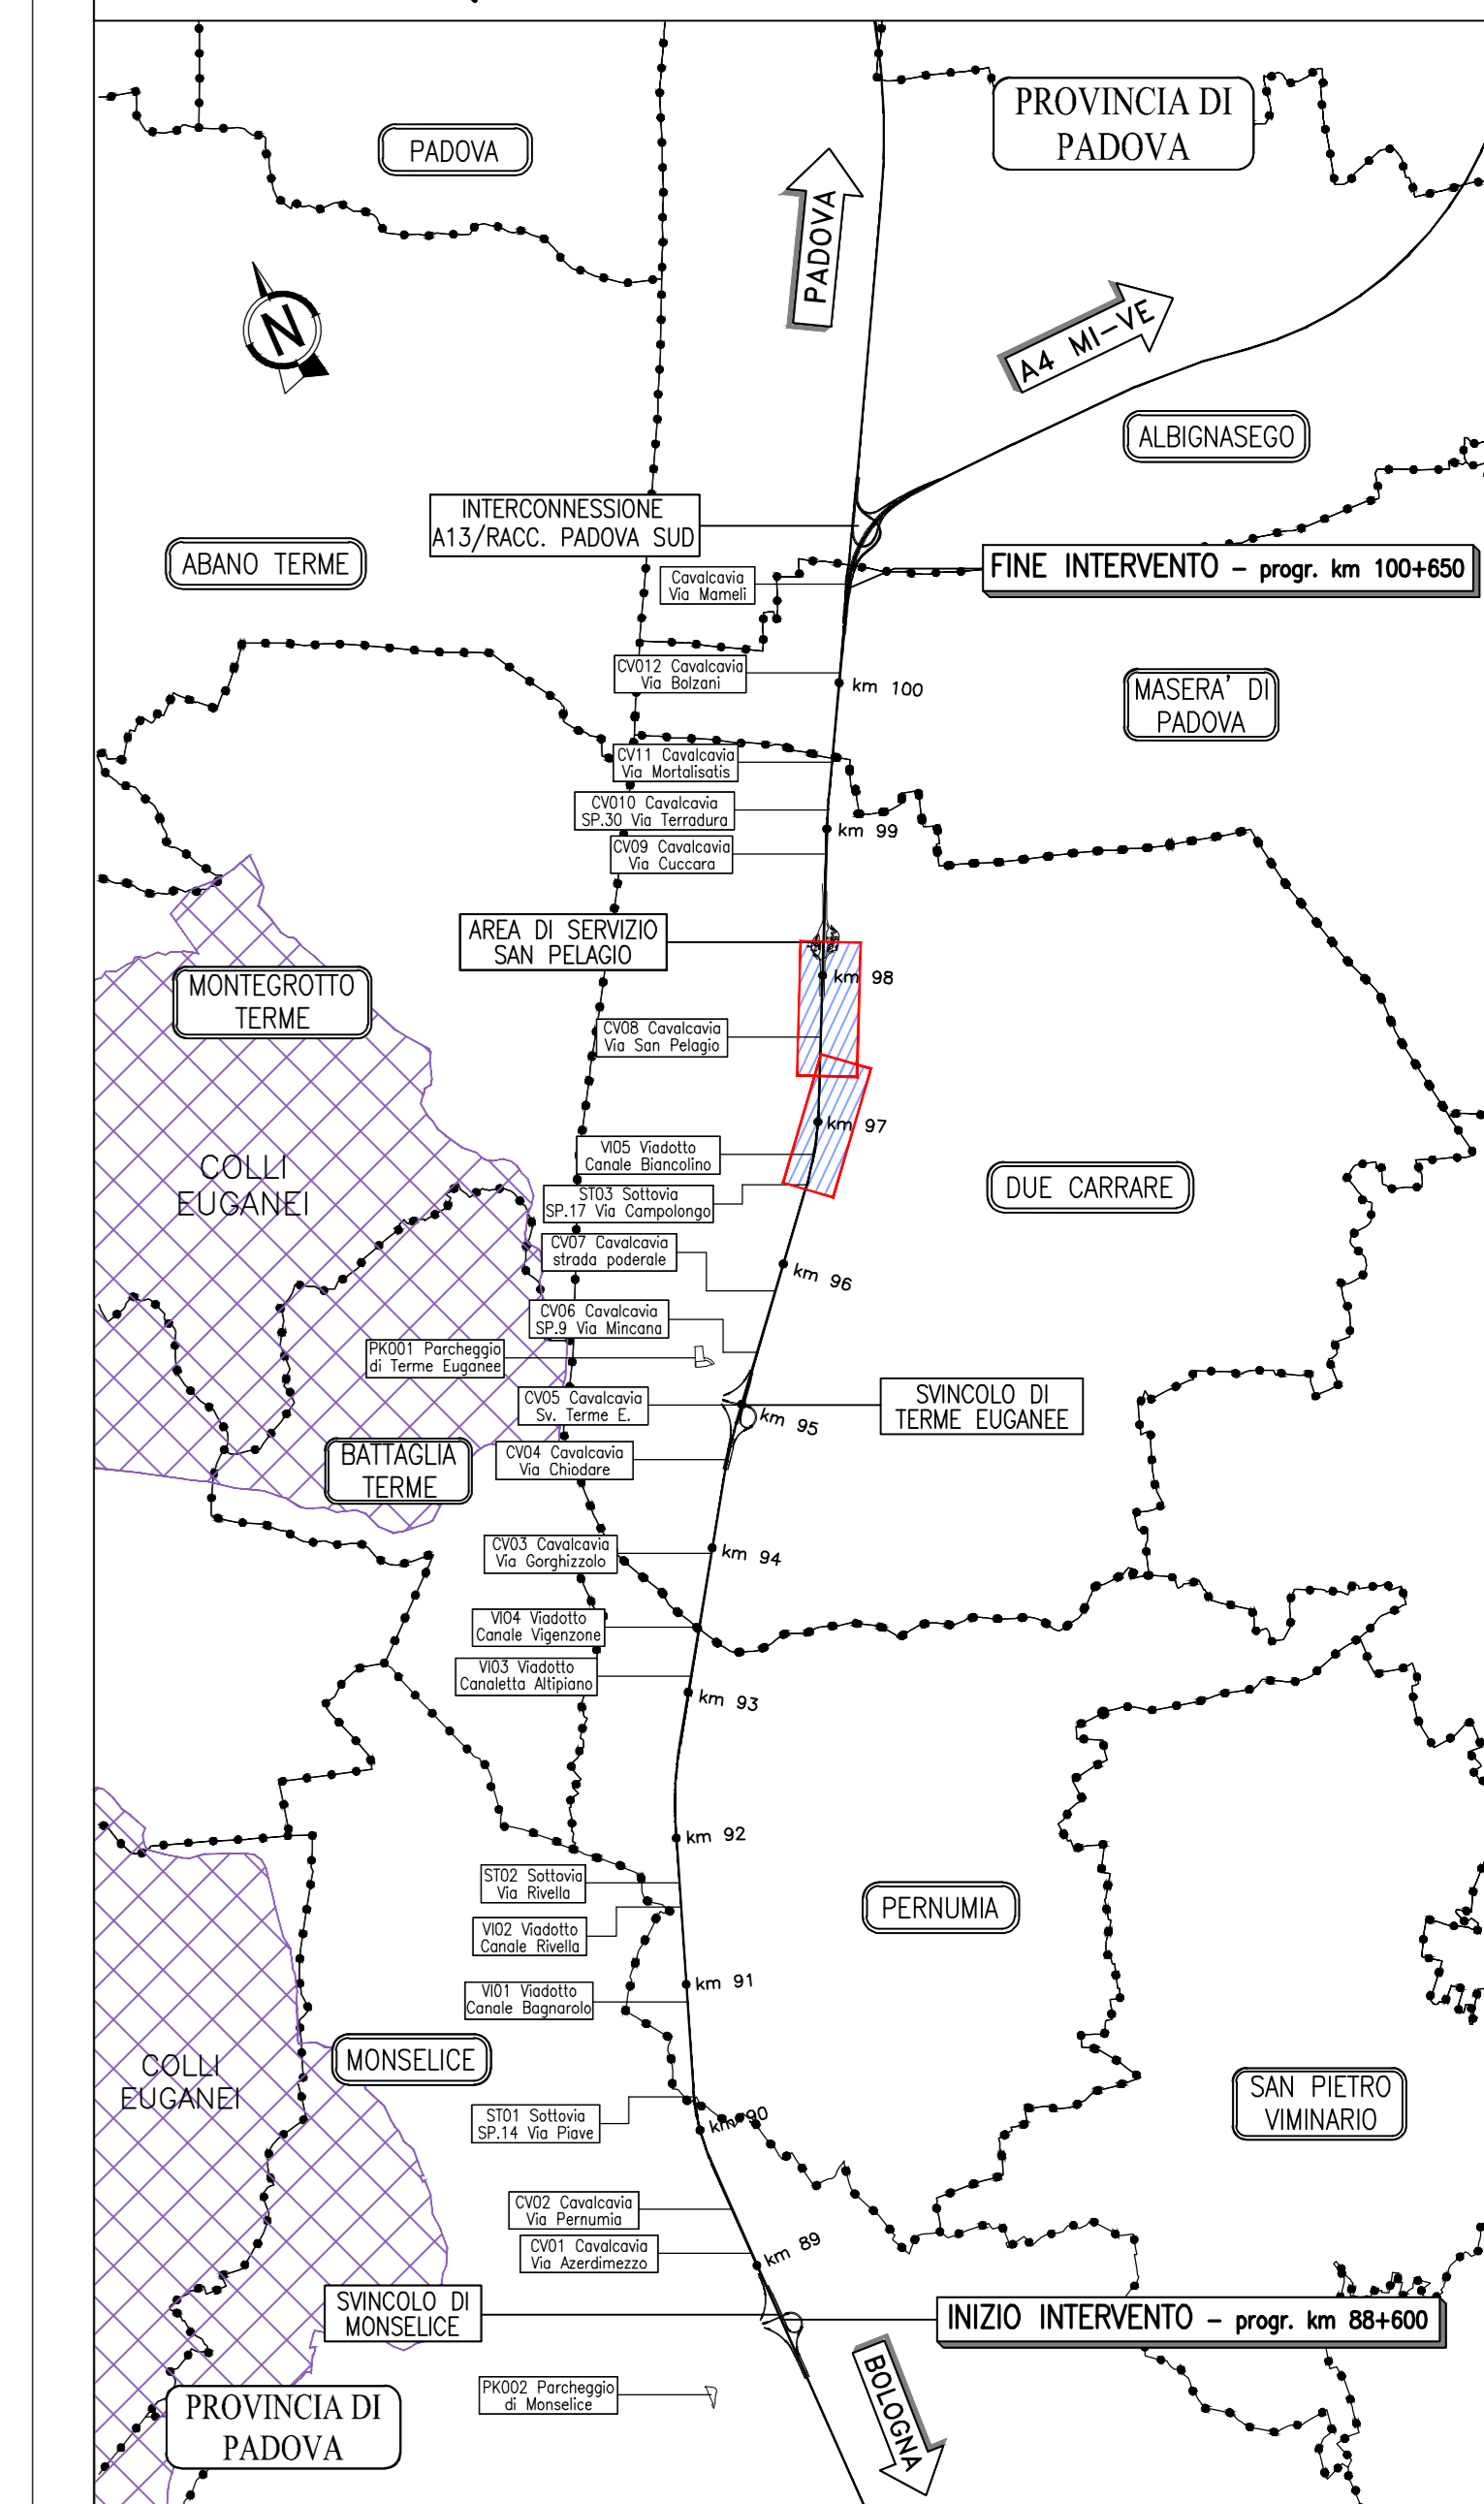 PROVINCIA DI
PADOVA
PADOVA
PADOVA
N
A4 MI-VE
ALBIGNASEGO
INTERCONNESSIONE
A13/RACC. PADOVA SUD
ABANO TERME
FINE INTERVENTO – progr. km 100+650
Cavalcavia
Via Mameli
CV012 Cavalcavia
Via Bolzani
km 100
MASERA' DI
PADOVA
CV11 Cavalcavia
Via Mortalisatis
CV010 Cavalcavia
SP.30 Via Terradura
km 99
CV09 Cavalcavia
Via Cuccara
AREA DI SERVIZIO
SAN PELAGIO
km 98
MONTEGROTTO
TERME
CV08 Cavalcavia
Via San Pelagio
km 97
VI05 Viadotto
Canale Biancolino
COLLI
EUGANEI
DUE CARRARE
ST03 Sottovia
SP.17 Via Campolongo
CV07 Cavalcavia
strada poderale
km 96
CV06 Cavalcavia
SP.9 Via Mincana
PK001 Parcheggio
di Terme Euganee
CV05 Cavalcavia
Sv. Terme E.
km 95
SVINCOLO DI
TERME EUGANEE
BATTAGLIA
TERME
CV04 Cavalcavia
Via Chiodare
CV03 Cavalcavia
Via Gorghizzolo
km 94
VI04 Viadotto
Canale Vigenzone
VI03 Viadotto
Canaletta Altipiano
km 93
km 92
ST02 Sottovia
Via Rivella
PERNUMIA
VI02 Viadotto
Canale Rivella
km 91
VI01 Viadotto
Canale Bagnarolo
MONSELICE
COLLI
EUGANEI
SAN PIETRO
VIMINARIO
ST01 Sottovia
SP.14 Via Piave
km 90
CV02 Cavalcavia
Via Pernumia
CV01 Cavalcavia
Via Azerdimezzo
km 89
SVINCOLO DI
MONSELICE
INIZIO INTERVENTO – progr. km 88+600
PK002 Parcheggio
di Monselice
BOLOGNA
PROVINCIA DI
PADOVA